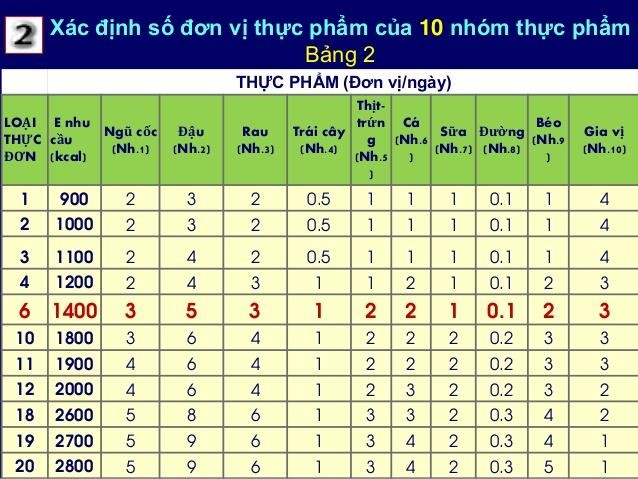 2
Xác định số đơn vị thực phẩm của 10 nhóm thực phẩm
Bảng 2
THỰC PHẨM (Đơn vị/ngày)
LOẠI THỰC ĐƠN E nhu cầu (kcal) Ngũ cốc (Nh.1) Đậu (Nh.2) Rau (Nh.3) Trái cây (Nh.4) Thịt-trứng (Nh.5) Cá (Nh.6) Sữa (Nh.7) Đường (Nh.8) Béo (Nh.9) Gia vị (Nh.10)
1 900 2 3 2 0.5 1 1 1 0.1 1 4
2 1000 2 3 2 0.5 1 1 1 0.1 1 4
3 1100 2 4 2 0.5 1 1 1 0.1 1 4
4 1200 2 4 3 1 1 2 1 0.1 2 3
6 1400 3 5 3 1 2 2 1 0.1 2 3
10 1800 3 6 4 1 2 2 2 0.2 3 3
11 1900 4 6 4 1 2 2 2 0.2 3 3
12 2000 4 6 4 1 2 3 2 0.2 3 2
18 2600 5 8 6 1 3 3 2 0.3 4 2
19 2700 5 9 6 1 3 4 2 0.3 4 1
20 2800 5 9 6 1 3 4 2 0.3 5 1